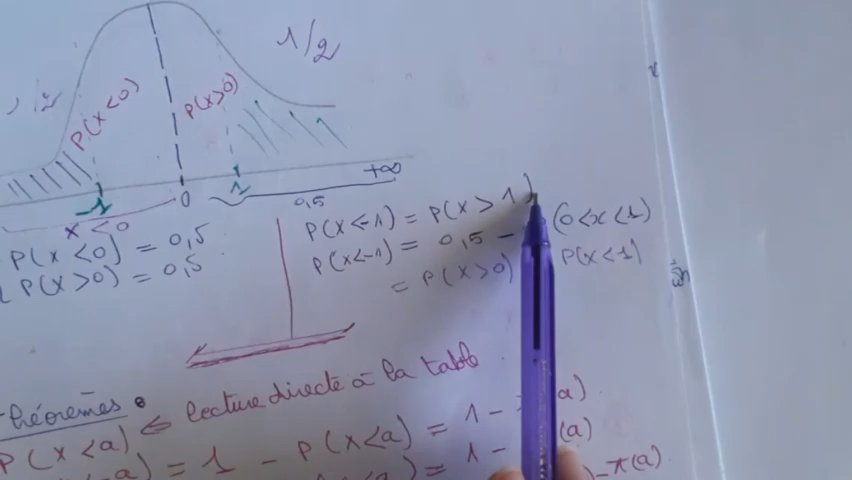 1/2
P(x<0)
P(x>0)
-1
0
1
+∞
0,5
x<0
P(x<0) = 0,5
P(x>0) = 0,5
P(x<-1) = P(x>1)
P(x<-1) = 0,5 - (0<x<1)
= P(x>0) P(x<1)
théorèmes : ⇐ lecture directe à la table
P(x<a)
= 1 - P(x<a) = 1 - a)
= 1 - (a)
- π(a)